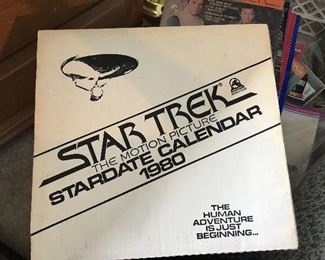 STAR TREK
THE MOTION PICTURE
STARDATE CALENDAR
1980
THE
HUMAN
ADVENTURE
IS JUST
BEGINNING...